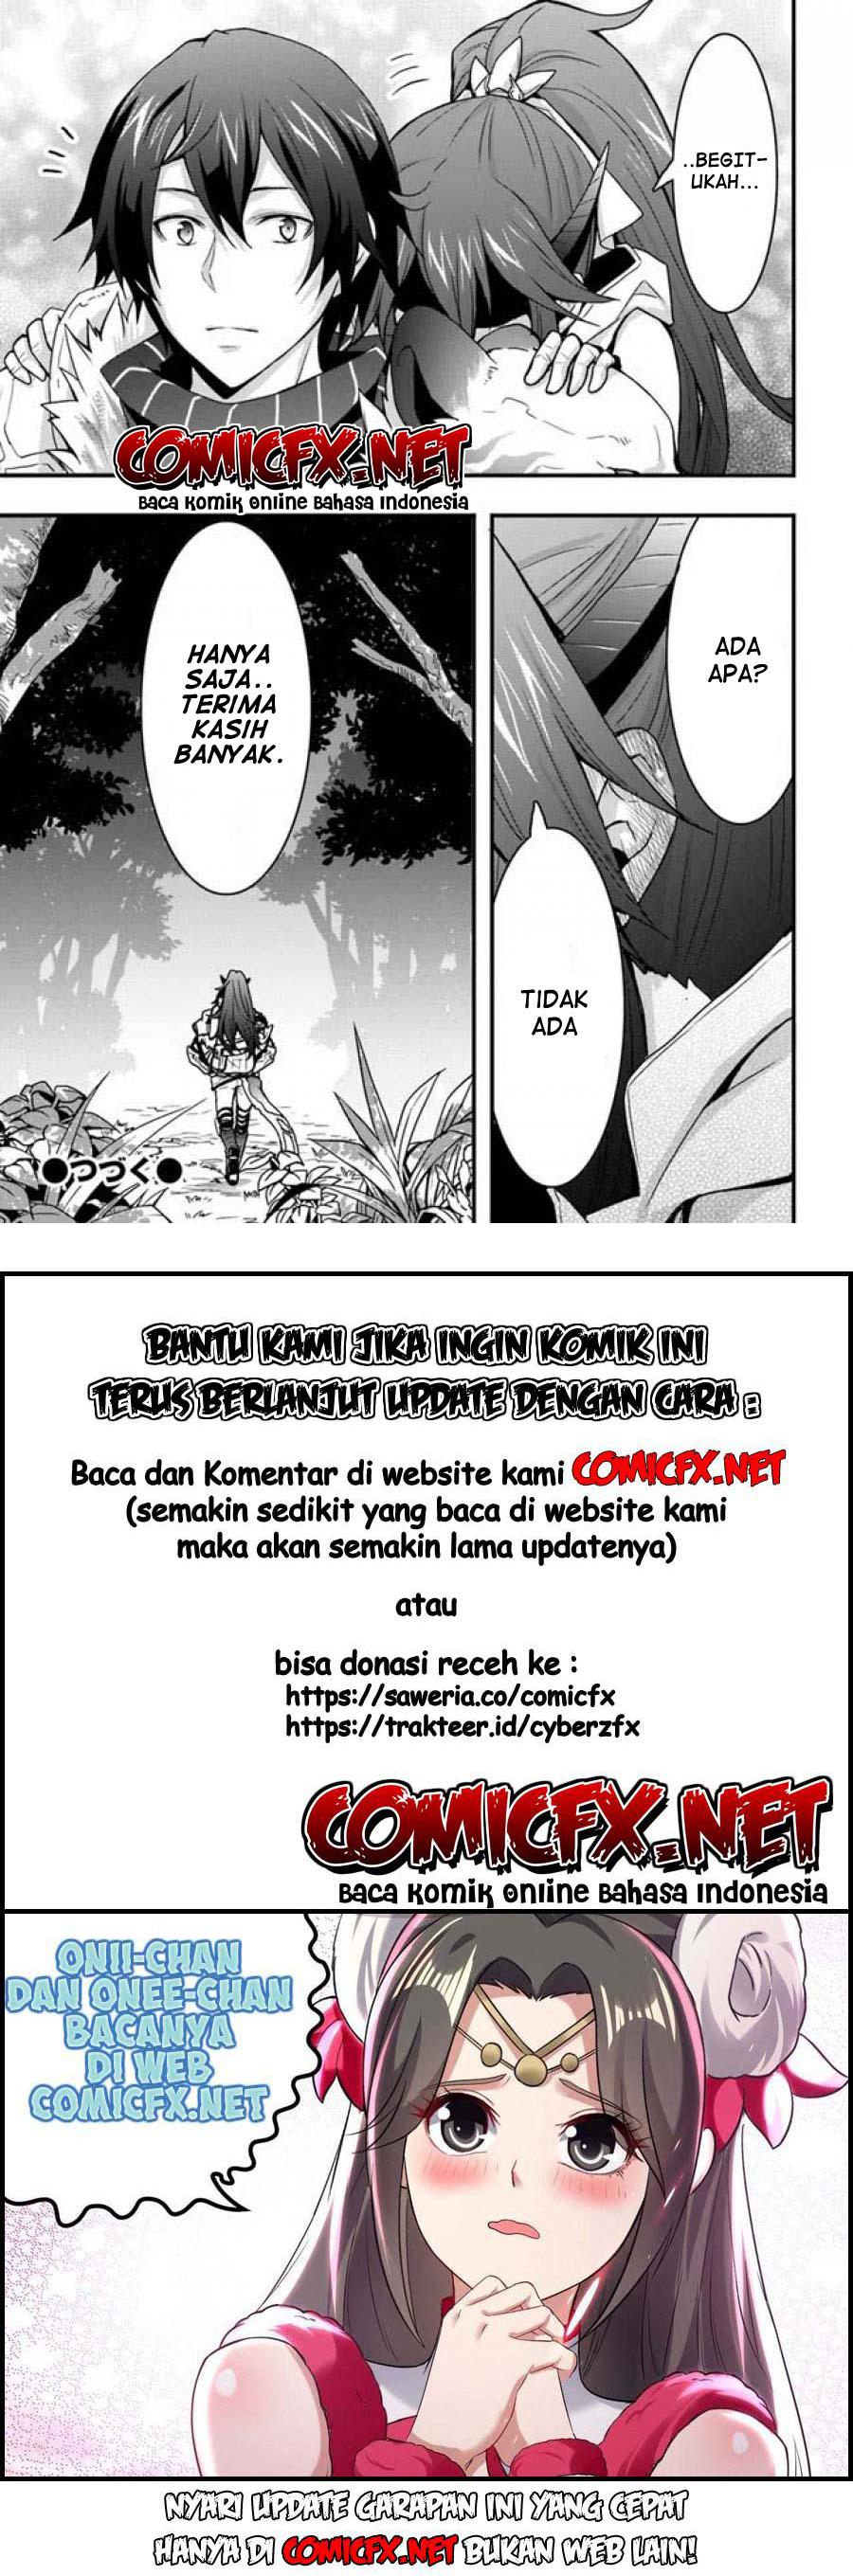 ..BEGIT-
UKAH...
COMICFX.NET
Baca Komik Online Bahasa Indonesia
ADA
APA?
TIDAK
ADA
HANYA
SAJA..
TERIMA
KASIH
BANYAK.
●つづく●
BANTU KAMI JIKA INGIN KOMIK INI
TERUS BERLANJUT UPDATE DENGAN CARA :
Baca dan Komentar di website kami COMICFX.NET
(semakin sedikit yang baca di website kami
maka akan semakin lama updatenya)
atau
bisa donasi receh ke :
https://saweria.co/comicfx
https://trakteer.id/cyberzfx
COMICFX.NET
Baca Komik Online Bahasa Indonesia
ONII-CHAN
DAN ONEE-CHAN
BACANYA
DI WEB
COMICFX.NET
NYARI UPDATE GARAPAN INI YANG CEPAT
HANYA DI COMICFX.NET BUKAN WEB LAIN!